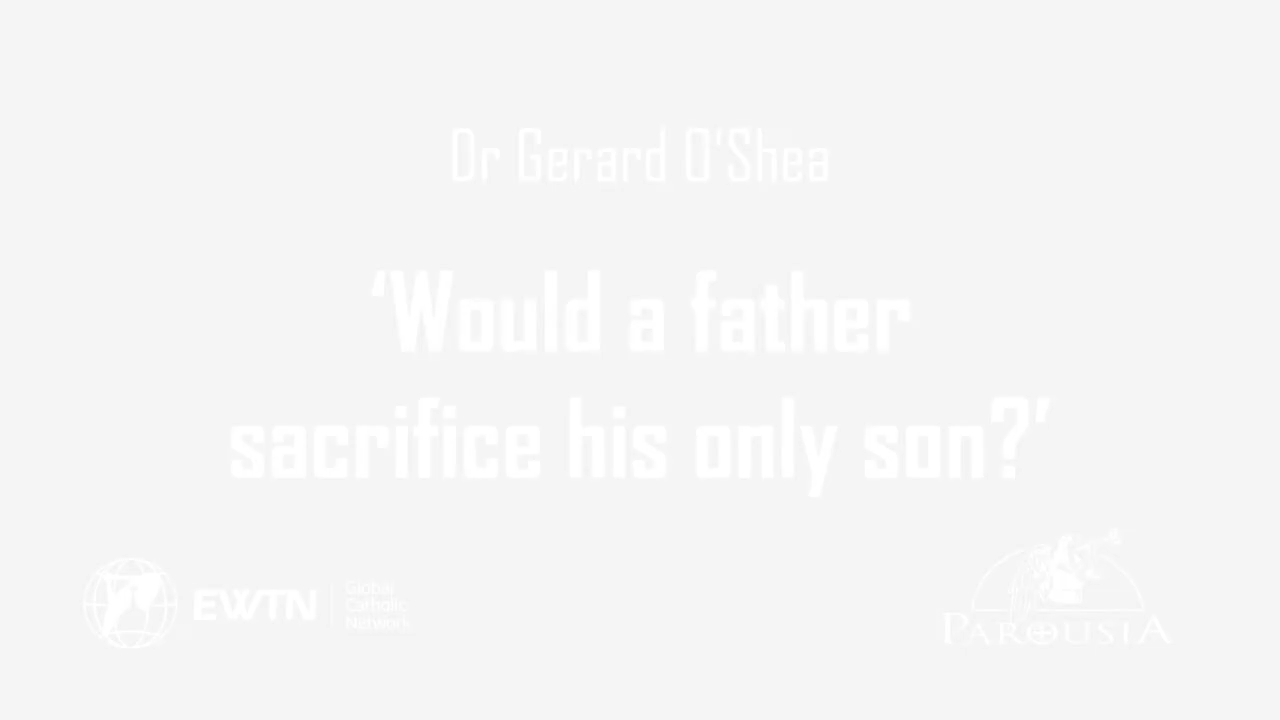 Dr Gerard O'Shea
‘Would a father
sacrifice his only son?’
EWTN
Global
Catholic
Network
PAROUSIA